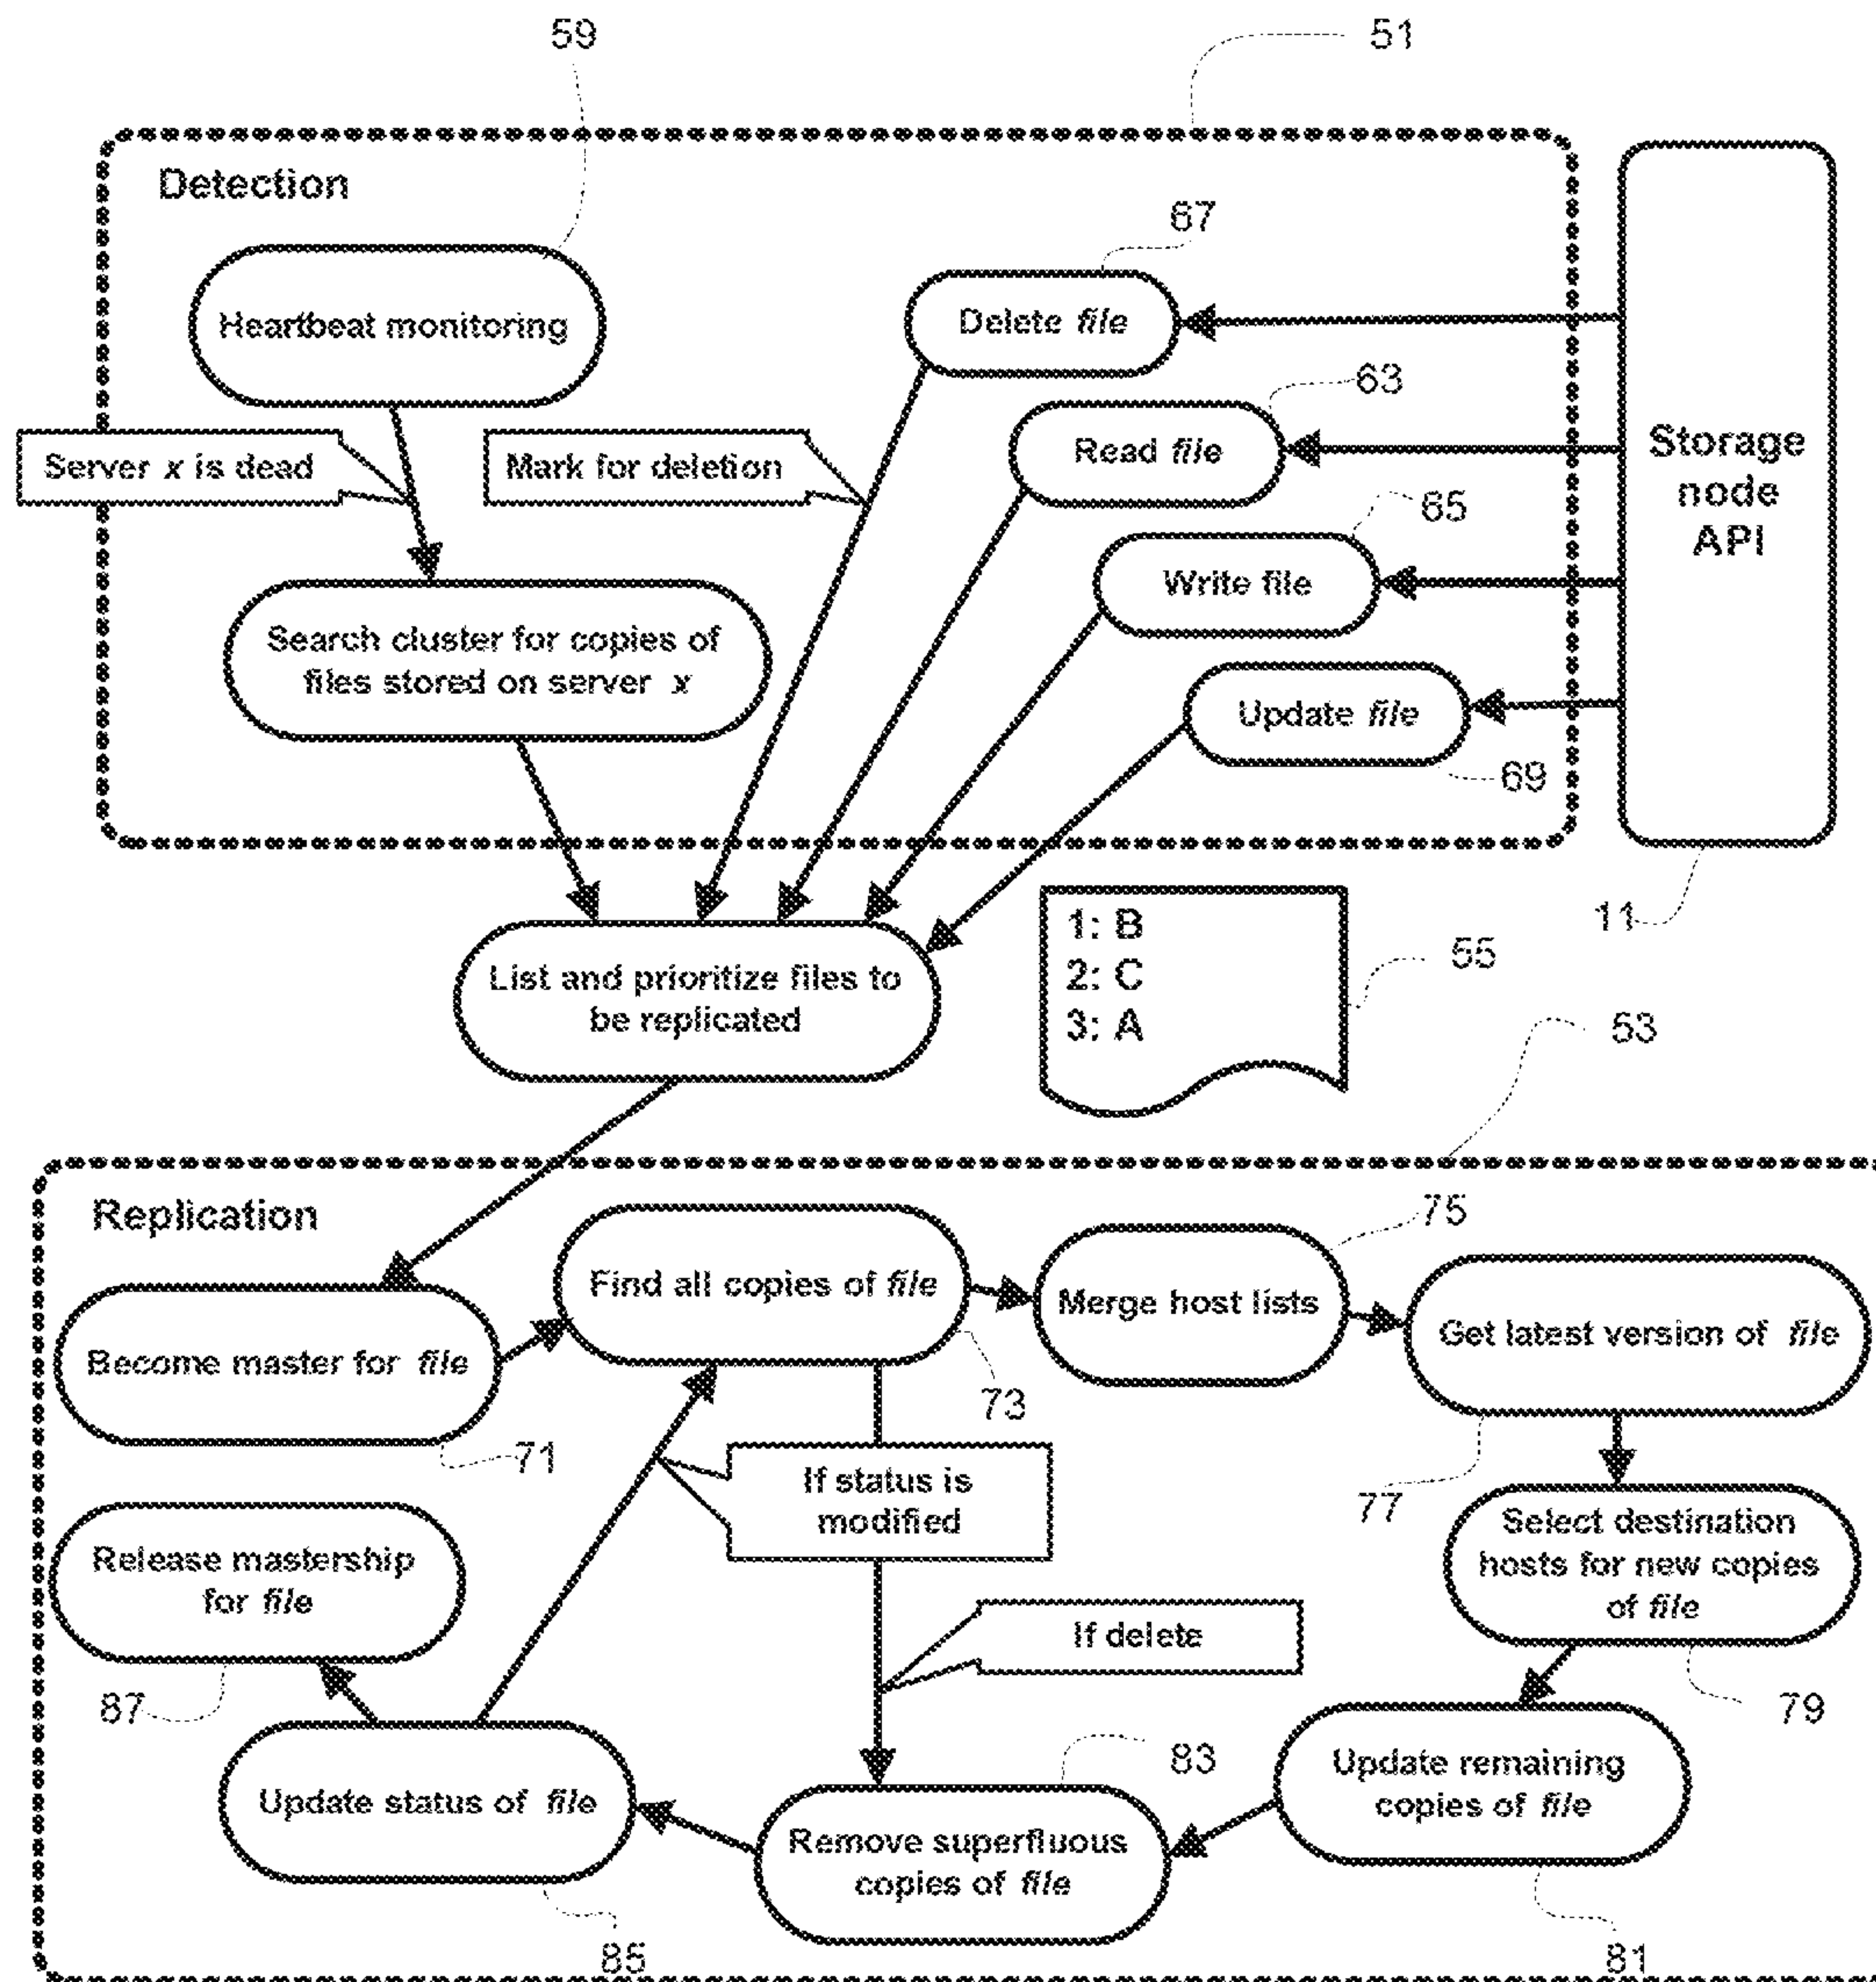 59
51
Detection
67
Heartbeat monitoring
Delete file
63
Server x is dead
Mark for deletion
Read file
Storage
node
API
65
Write file
Search cluster for copies of
files stored on server x
Update file
69
11
1: B
2: C
3: A
55
List and prioritize files to
be replicated
53
Replication
75
Find all copies of file
Merge host lists
Get latest version of file
Become master for file
73
71
77
If status is
modified
Select destination
hosts for new copies
of file
Release mastership
for file
If delete
87
79
83
Update remaining
copies of file
Update status of file
Remove superfluous
copies of file
85
81